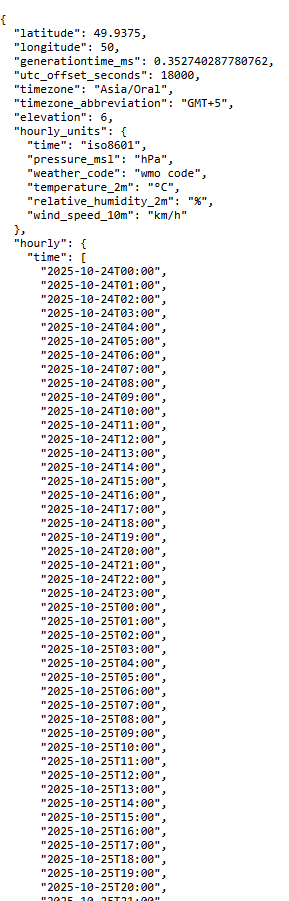 {
  "latitude": 49.9375,
  "longitude": 50,
  "generationtime_ms": 0.352740287780762,
  "utc_offset_seconds": 18000,
  "timezone": "Asia/Oral",
  "timezone_abbreviation": "GMT+5",
  "elevation": 6,
  "hourly_units": {
    "time": "iso8601",
    "pressure_msl": "hPa",
    "weather_code": "wmo code",
    "temperature_2m": "°C",
    "relative_humidity_2m": "%",
    "wind_speed_10m": "km/h"
  },
  "hourly": {
    "time": [
      "2025-10-24T00:00",
      "2025-10-24T01:00",
      "2025-10-24T02:00",
      "2025-10-24T03:00",
      "2025-10-24T04:00",
      "2025-10-24T05:00",
      "2025-10-24T06:00",
      "2025-10-24T07:00",
      "2025-10-24T08:00",
      "2025-10-24T09:00",
      "2025-10-24T10:00",
      "2025-10-24T11:00",
      "2025-10-24T12:00",
      "2025-10-24T13:00",
      "2025-10-24T14:00",
      "2025-10-24T15:00",
      "2025-10-24T16:00",
      "2025-10-24T17:00",
      "2025-10-24T18:00",
      "2025-10-24T19:00",
      "2025-10-24T20:00",
      "2025-10-24T21:00",
      "2025-10-24T22:00",
      "2025-10-24T23:00",
      "2025-10-25T00:00",
      "2025-10-25T01:00",
      "2025-10-25T02:00",
      "2025-10-25T03:00",
      "2025-10-25T04:00",
      "2025-10-25T05:00",
      "2025-10-25T06:00",
      "2025-10-25T07:00",
      "2025-10-25T08:00",
      "2025-10-25T09:00",
      "2025-10-25T10:00",
      "2025-10-25T11:00",
      "2025-10-25T12:00",
      "2025-10-25T13:00",
      "2025-10-25T14:00",
      "2025-10-25T15:00",
      "2025-10-25T16:00",
      "2025-10-25T17:00",
      "2025-10-25T18:00",
      "2025-10-25T19:00",
      "2025-10-25T20:00",